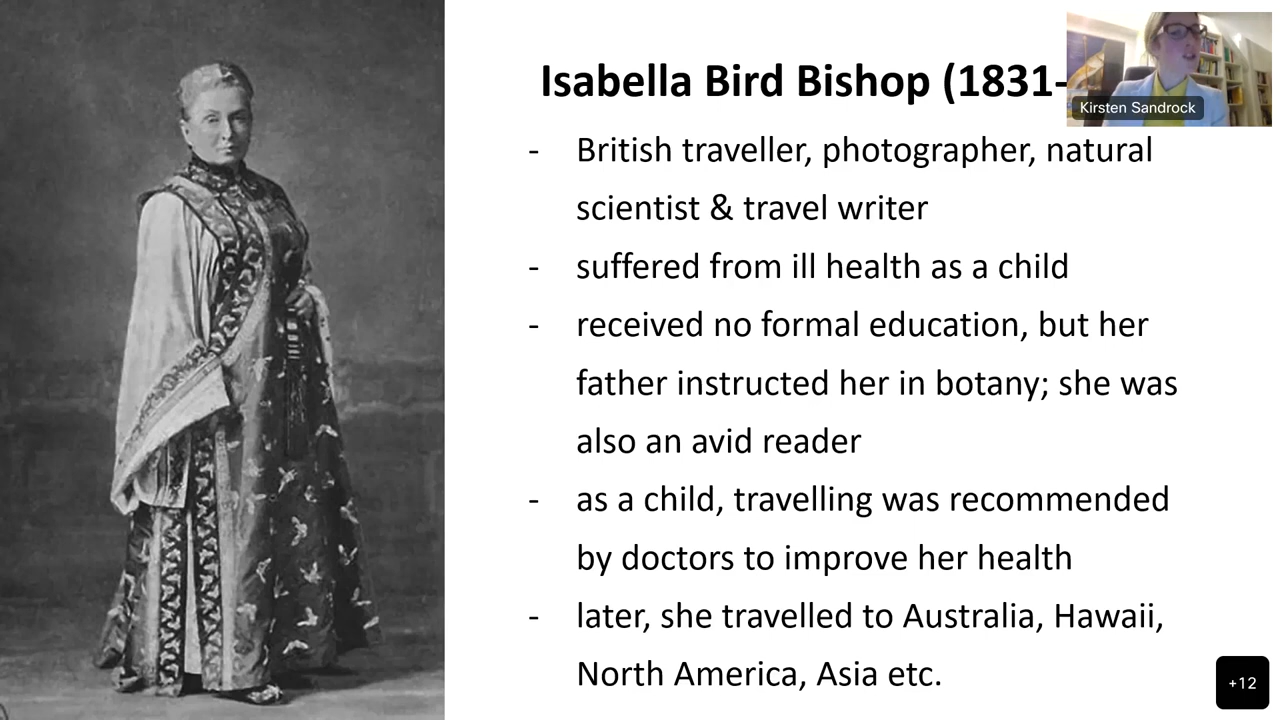 Isabella Bird Bishop (1831-
Kirsten Sandrock
- British traveller, photographer, natural
scientist & travel writer
- suffered from ill health as a child
- received no formal education, but her
father instructed her in botany; she was
also an avid reader
- as a child, travelling was recommended
by doctors to improve her health
- later, she travelled to Australia, Hawaii,
North America, Asia etc.
+12